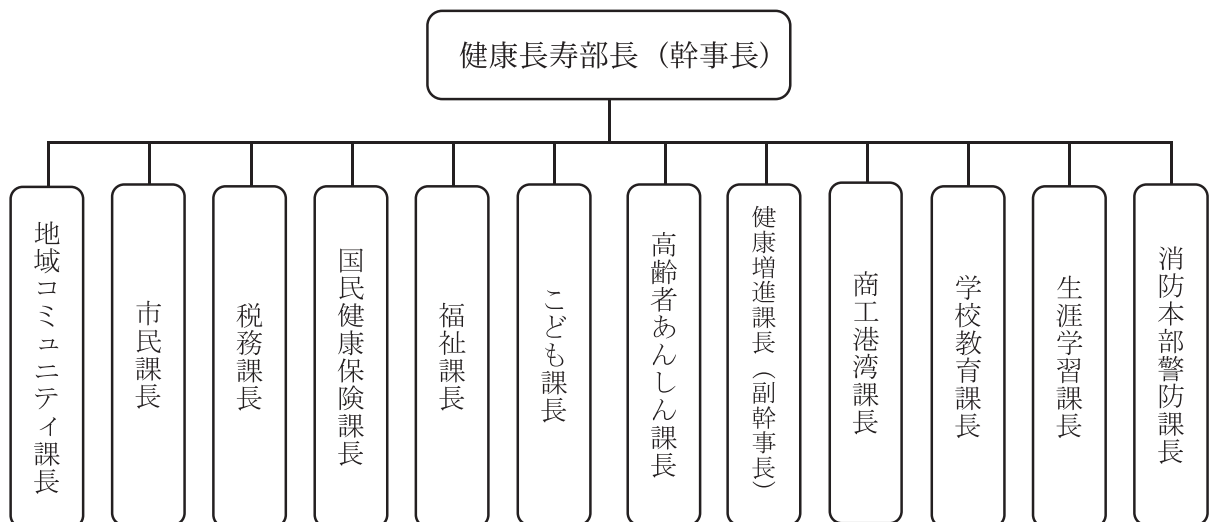 健康長寿部長（幹事長）
地域コミュニティ課長
市民課長
税務課長
国民健康保険課長
福祉課長
こども課長
高齢者あんしん課長
健康増進課長（副幹事長）
商工港湾課長
学校教育課長
生涯学習課長
消防本部警防課長